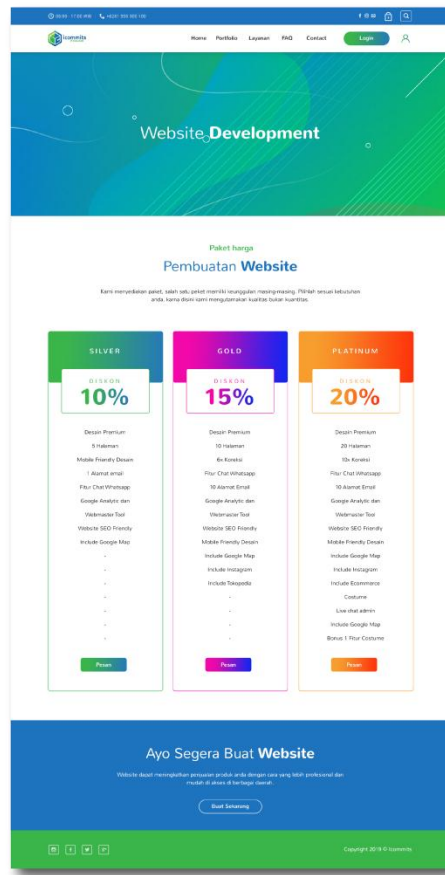 icommits
Home Portfolio Layanan FAQ Contact Login
Website Development
Paket harga
Pembuatan Website
Kami menyediakan paket, salah satu paket memiliki keunggulan masing-masing. Pilihlah sesuai kebutuhan
anda, kama disini kami mengutamakan kualitas bukan kuantitas.
SILVER
DISKON
10%
Desain Premium
5 Halaman
Mobile Friendly Desain
1 Alamat email
Fitur Chat Whatsapp
Google Analytic dan
Webmaster Tool
Website SEO Friendly
Include Google Map
-
-
-
-
-
Pesan
GOLD
DISKON
15%
Desain Premium
10 Halaman
6x Koreksi
Fitur Chat Whatsapp
10 Alamat Email
Google Analytic dan
Webmaster Tool
Website SEO Friendly
Mobile Friendly Desain
Include Google Map
Include Instagram
Include Tokopedia
-
-
-
-
Pesan
PLATINUM
DISKON
20%
Desain Premium
20 Halaman
10x Koreksi
Fitur Chat Whatsapp
10 Alamat Email
Google Analytic dan
Webmaster Tool
Website SEO Friendly
Mobile Friendly Desain
Include Google Map
Include Instagram
Include Ecommerce
Costume
Live chat admin
Include Google Map
Bonus 1 Fitur Costume
Pesan
Ayo Segera Buat Website
Website dapat meningkatkan penjualan produk anda dengan cara yang lebih profesional dan
mudah di akses di berbagai daerah.
Buat Sekarang
Copyright 2019 © Icommits